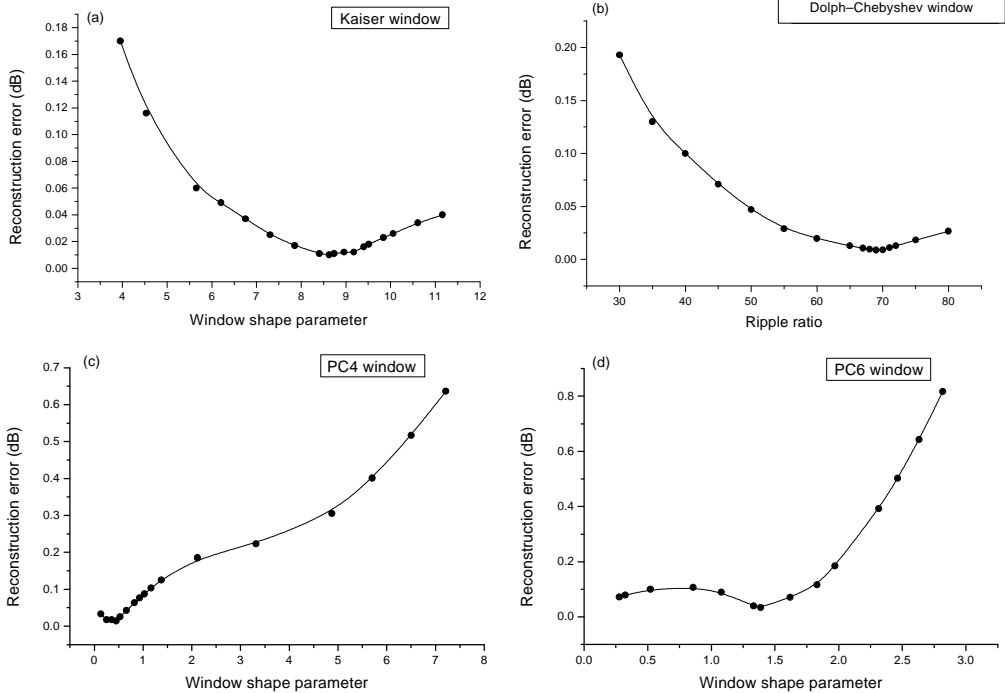 (a)
Kaiser window
Reconstruction error (dB)
0.18
0.16
0.14
0.12
0.10
0.08
0.06
0.04
0.02
0.00
3 4 5 6 7 8 9 10 11 12
Window shape parameter
(b)
Dolph–Chebyshev window
Reconstruction error (dB)
0.20
0.15
0.10
0.05
0.00
30 40 50 60 70 80
Ripple ratio
(c)
PC4 window
Reconstruction error (dB)
0.7
0.6
0.5
0.4
0.3
0.2
0.1
0.0
0 1 2 3 4 5 6 7 8
Window shape parameter
(d)
PC6 window
Reconstruction error (dB)
0.8
0.6
0.4
0.2
0.0
0.0 0.5 1.0 1.5 2.0 2.5 3.0
Window shape parameter